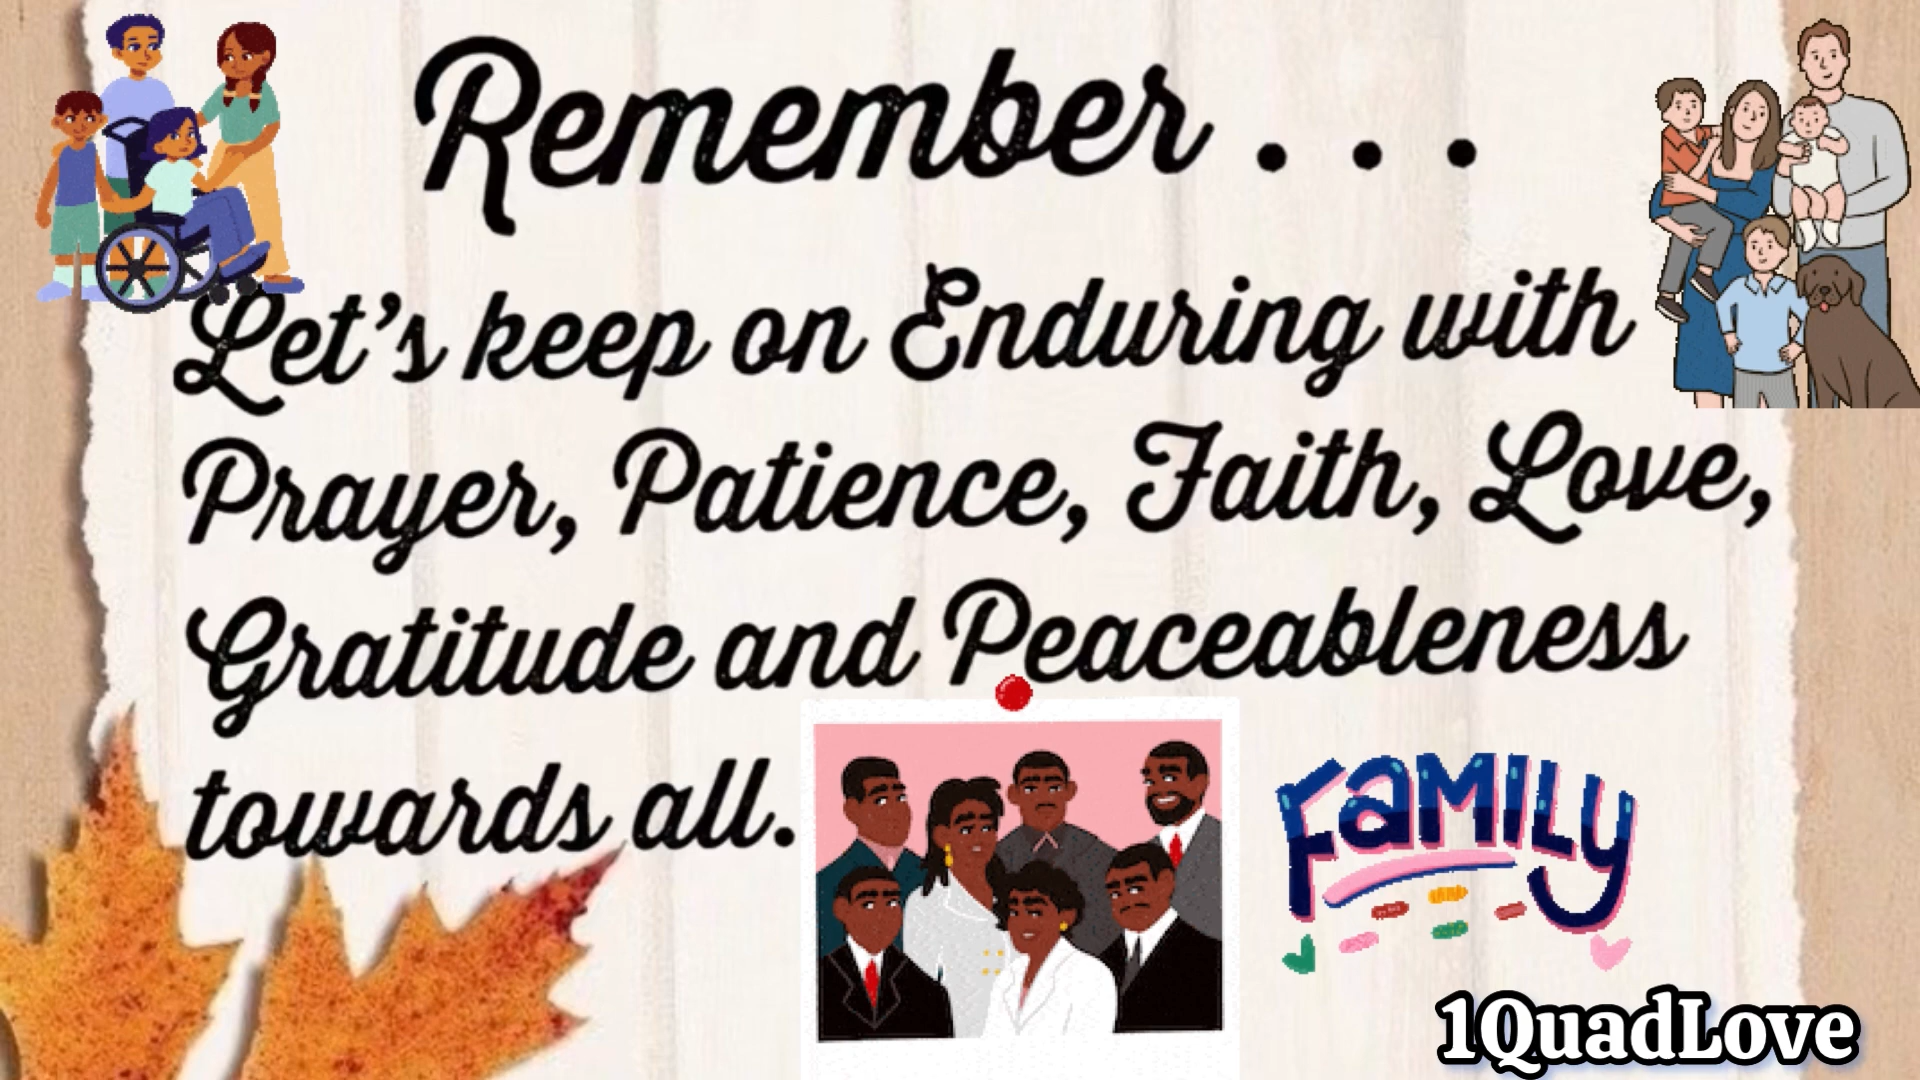 Remember . . .
Let's keep on Enduring with
Prayer, Patience, Faith, Love,
Gratitude and Peaceableness
towards all.
FaMILY
1QuadLove